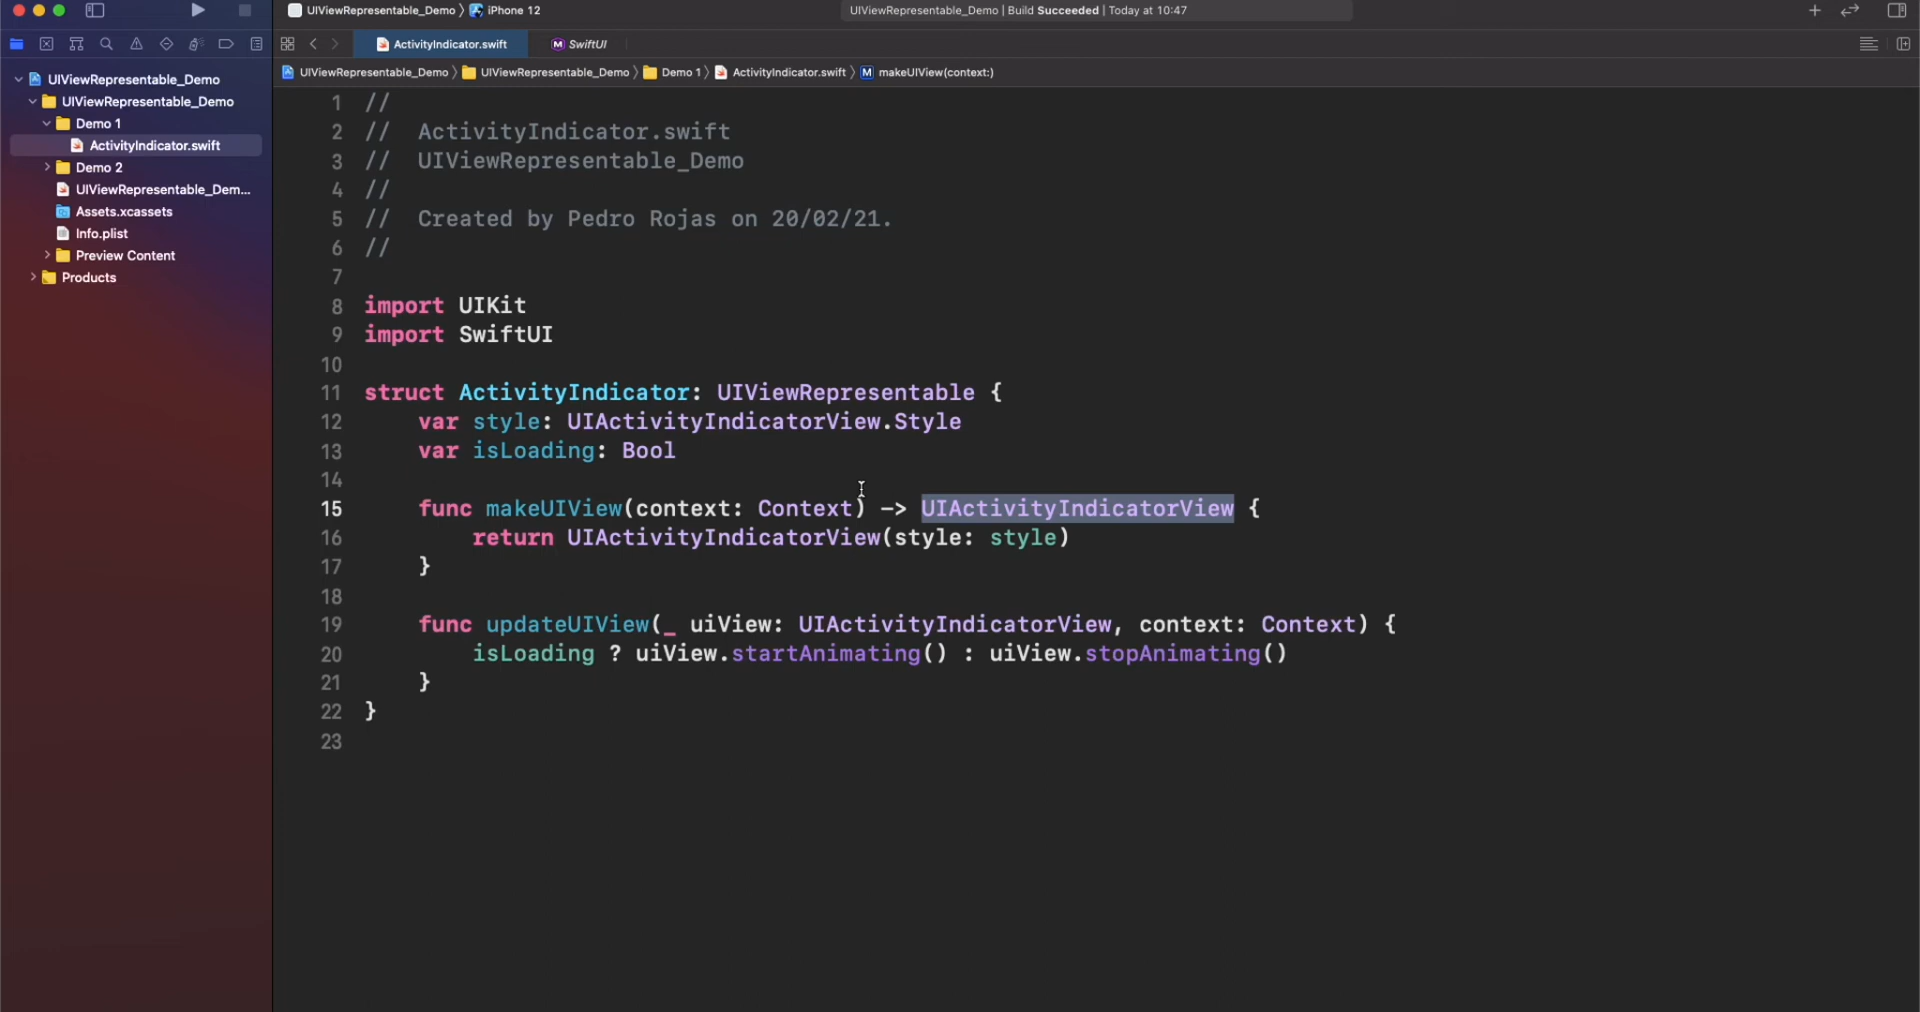 UIViewRepresentable_Demo 〉 iPhone 12
UIViewRepresentable_Demo | Build Succeeded | Today at 10:47
ActivityIndicator.swift
M SwiftUI
UIViewRepresentable_Demo 〉 UIViewRepresentable_Demo 〉 Demo 1 〉 ActivityIndicator.swift 〉 M makeUIView(context:)
UIViewRepresentable_Demo
UIViewRepresentable_Demo
Demo 1
ActivityIndicator.swift
Demo 2
UIViewRepresentable_Dem...
Assets.xcassets
Info.plist
Preview Content
Products
1 //
2 // ActivityIndicator.swift
3 // UIViewRepresentable_Demo
4 //
5 // Created by Pedro Rojas on 20/02/21.
6 //
7
8 import UIKit
9 import SwiftUI
10
11 struct ActivityIndicator: UIViewRepresentable {
12 var style: UIActivityIndicatorView.Style
13 var isLoading: Bool
14
15 func makeUIView(context: Context) -> UIActivityIndicatorView {
16 return UIActivityIndicatorView(style: style)
17 }
18
19 func updateUIView(_ uiView: UIActivityIndicatorView, context: Context) {
20 isLoading ? uiView.startAnimating() : uiView.stopAnimating()
21 }
22 }
23